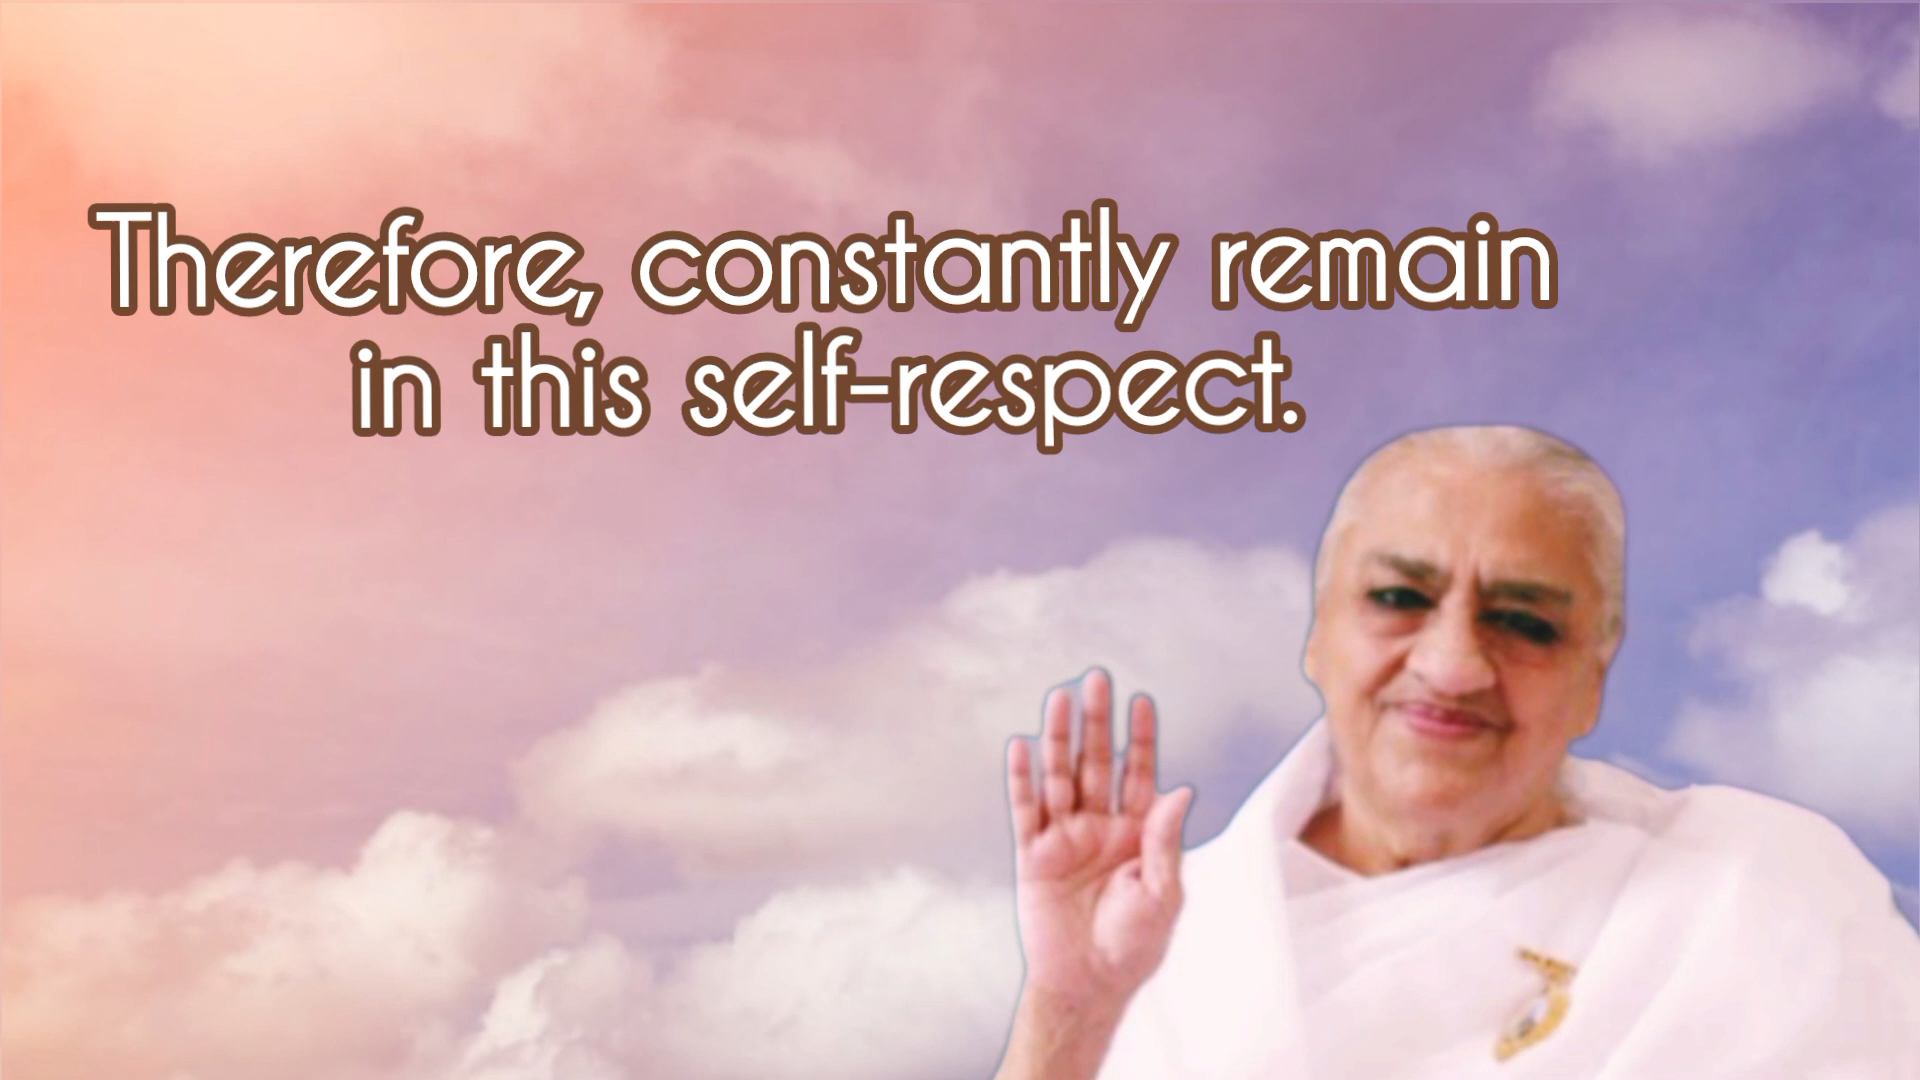 Therefore, constantly remain
in this self-respect.